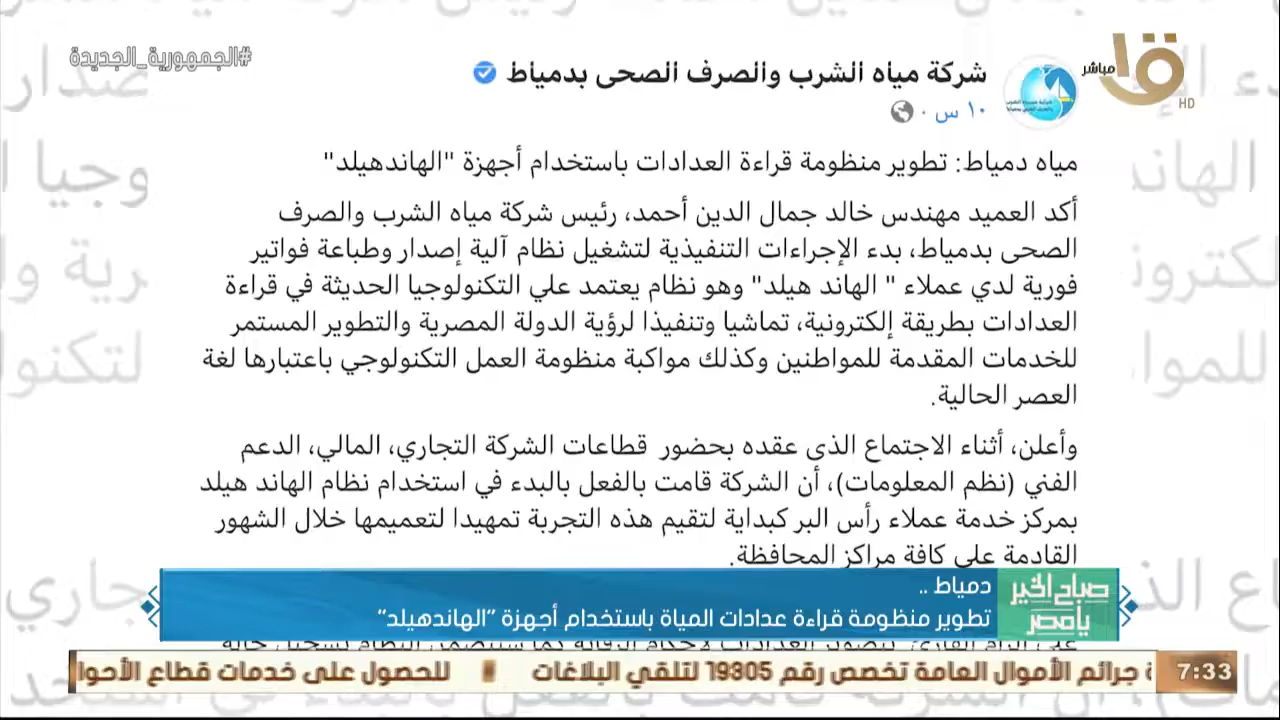 #الجمهورية_الجديدة
مباشر
HD
شركة مياه الشرب والصرف الصحى بدمياط
١٠ س ·
مياه دمياط: تطوير منظومة قراءة العدادات باستخدام أجهزة "الهاندهيلد"
أكد العميد مهندس خالد جمال الدين أحمد، رئيس شركة مياه الشرب والصرف
الصحى بدمياط، بدء الإجراءات التنفيذية لتشغيل نظام آلية إصدار وطباعة فواتير
فورية لدي عملاء " الهاند هيلد" وهو نظام يعتمد علي التكنولوجيا الحديثة في قراءة
العدادات بطريقة إلكترونية، تماشيا وتنفيذا لرؤية الدولة المصرية والتطوير المستمر
للخدمات المقدمة للمواطنين وكذلك مواكبة منظومة العمل التكنولوجي باعتبارها لغة
العصر الحالية.
وأعلن، أثناء الاجتماع الذى عقده بحضور قطاعات الشركة التجاري، المالي، الدعم
الفني (نظم المعلومات)، أن الشركة قامت بالفعل بالبدء في استخدام نظام الهاند هيلد
بمركز خدمة عملاء رأس البر كبداية لتقيم هذه التجربة تمهيدا لتعميمها خلال الشهور
القادمة علي كافة مراكز المحافظة.
صباح الخير يا مصر
دمياط ..
تطوير منظومة قراءة عدادات المياة باستخدام أجهزة "الهاندهيلد"
جرائم الأموال العامة تخصص رقم 19305 لتلقي البلاغات
للحصول على خدمات قطاع
7:33